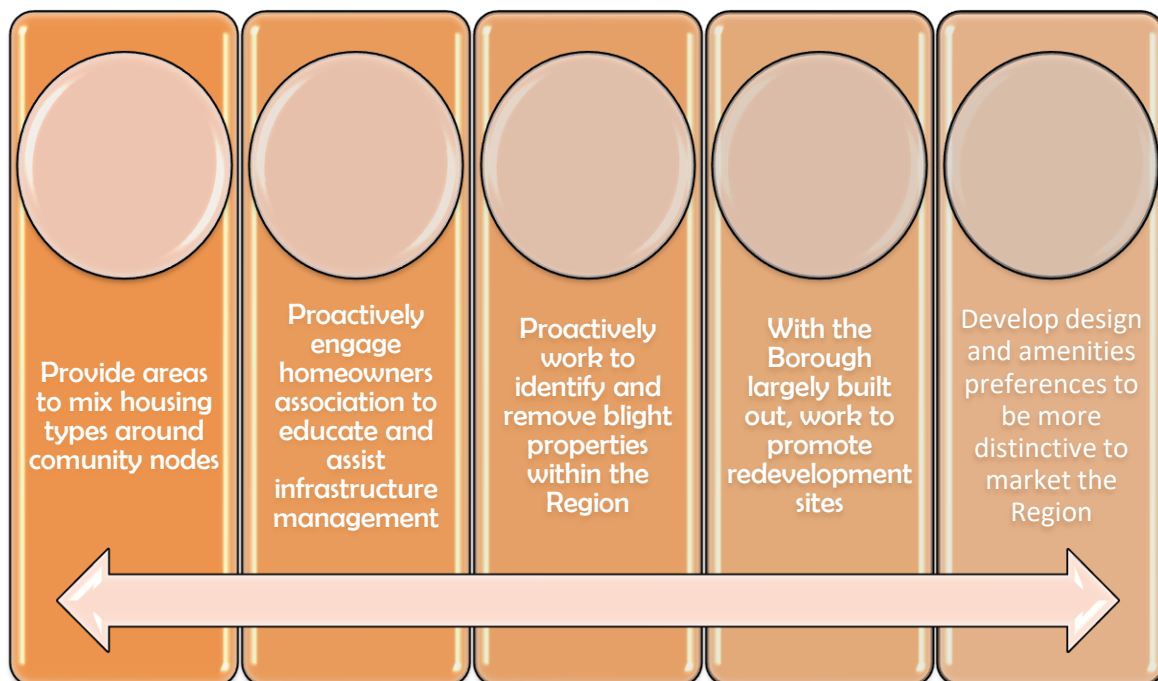 Provide areas
to mix housing
types around
comunity nodes
Proactively
engage
homeowners
association to
educate and
assist
infrastructure
management
Proactively
work to
identify and
remove blight
properties
within the
Region
With the
Borough
largely built
out, work to
promote
redevelopment
sites
Develop design
and amenities
preferences to
be more
distinctive to
market the
Region